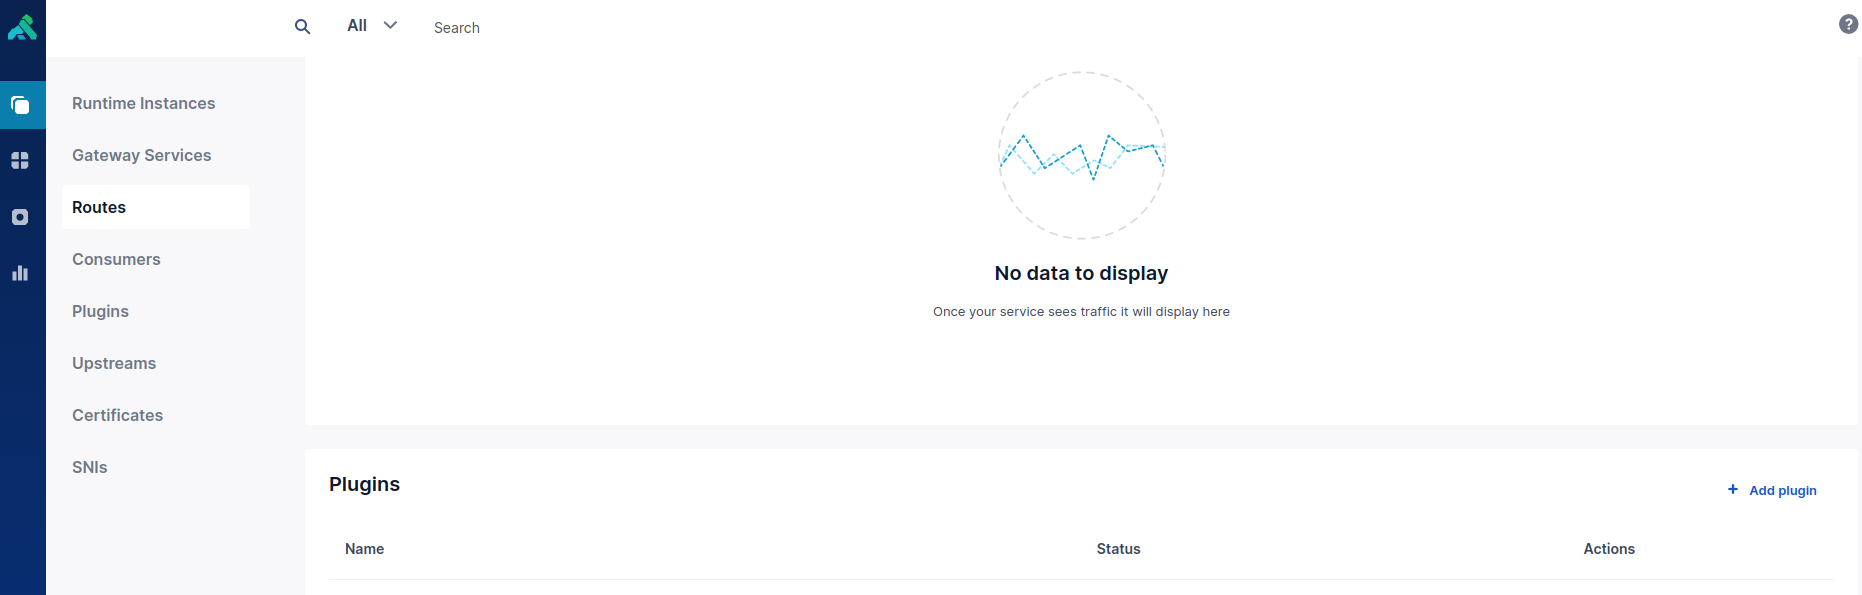 All
Search
?
Runtime Instances
Gateway Services
Routes
Consumers
Plugins
Upstreams
Certificates
SNIs
No data to display
Once your service sees traffic it will display here
Plugins
+ Add plugin
Name Status Actions